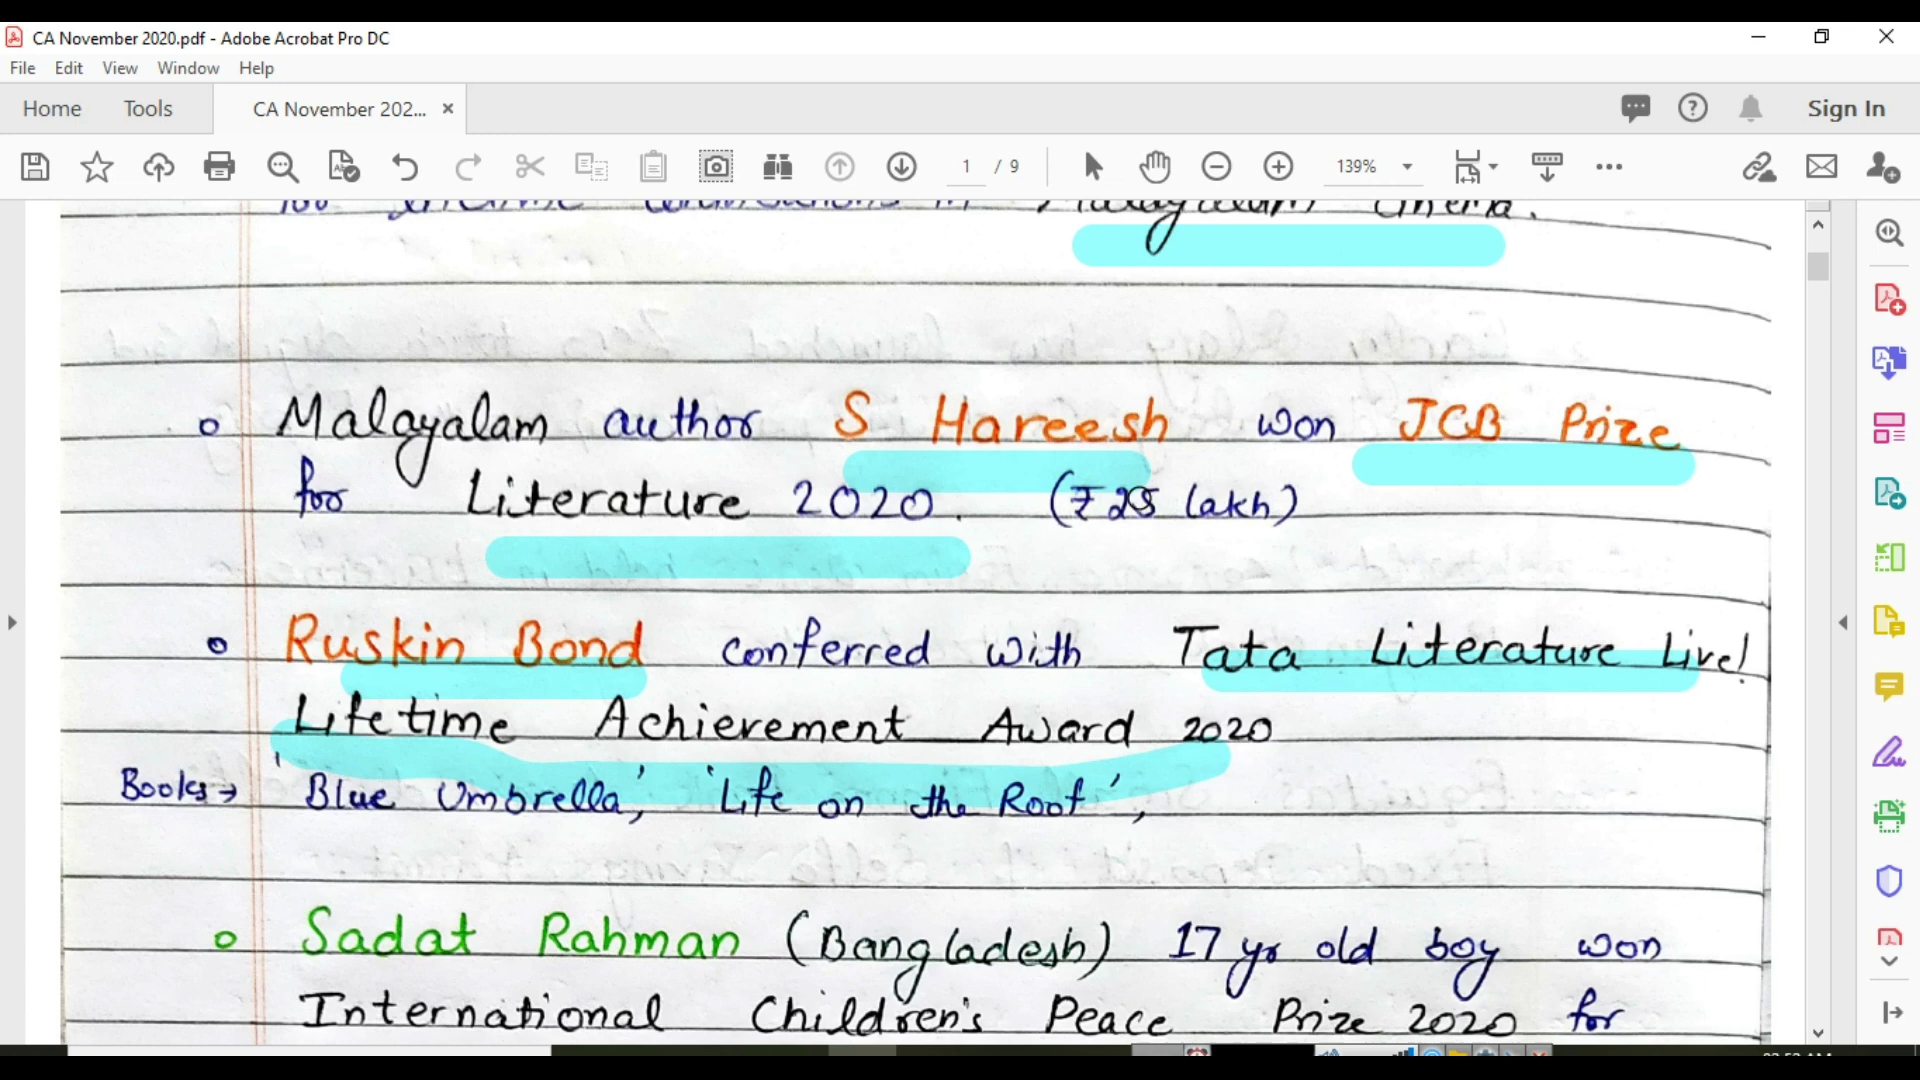 CA November 2020.pdf - Adobe Acrobat Pro DC
File Edit View Window Help
Home Tools CA November 202... × Sign In
1 / 9 139%
Malayalam Cinema.
Malayalam author S Hareesh won JCB Prize
for Literature 2020. (₹ 25 lakh)
Ruskin Bond conferred with Tata Literature Live!
Lifetime Achievement Award 2020
Books → 'Blue Umbrella', 'Life on the Roof',
Sadat Rahman (Bangladesh) 17 yr old boy won
International Children's Peace Prize 2020 for